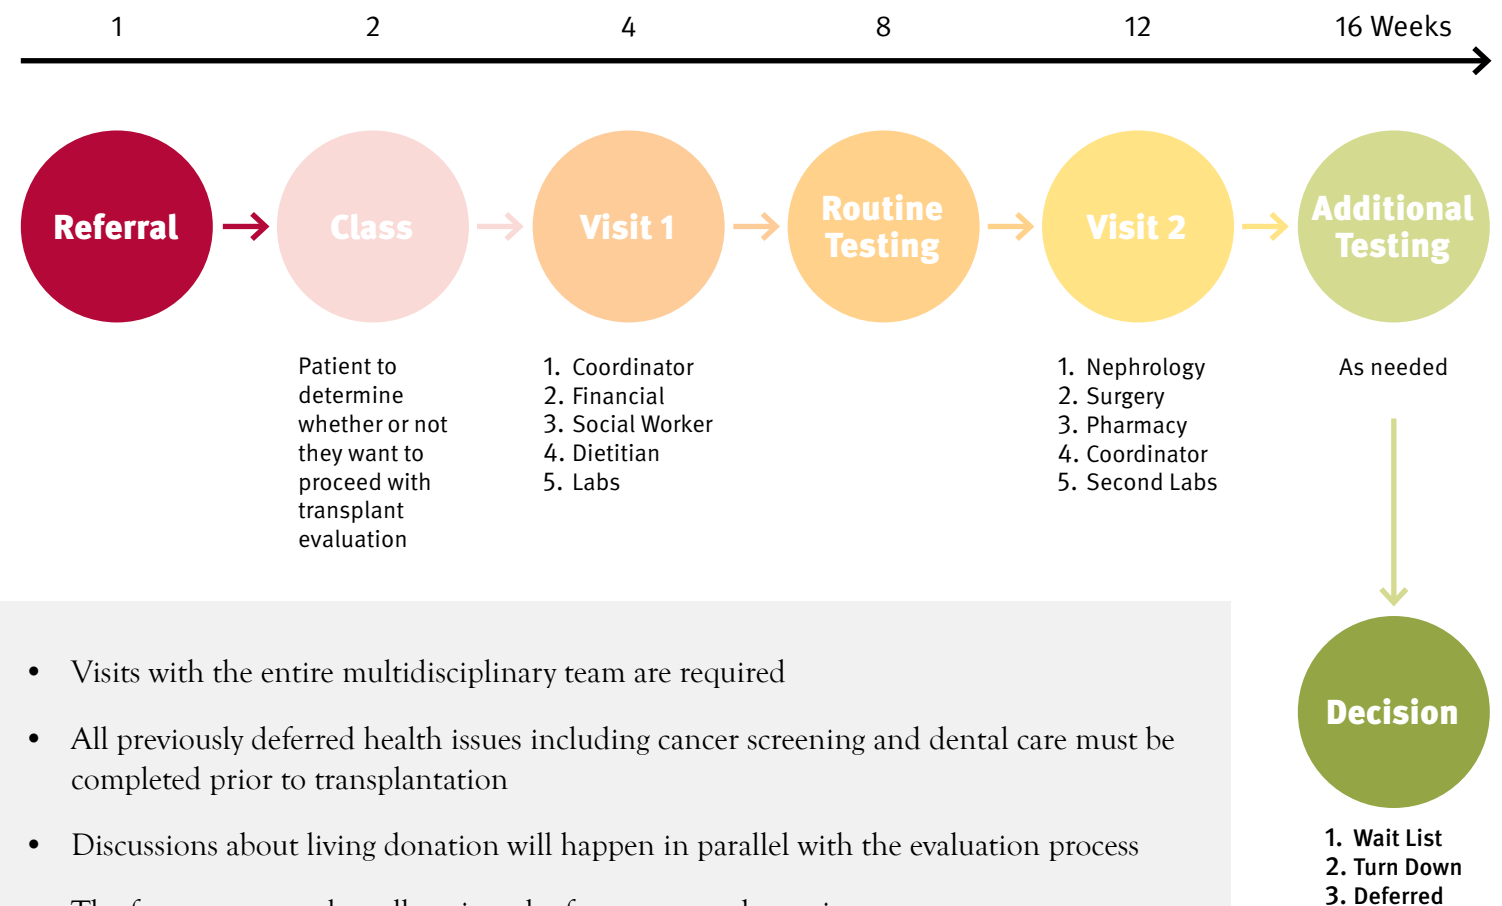 1 2 4 8 12 16 Weeks
Referral
Class
Visit 1
Routine
Testing
Visit 2
Additional
Testing
Patient to
determine
whether or not
they want to
proceed with
transplant
evaluation
1. Coordinator
2. Financial
3. Social Worker
4. Dietitian
5. Labs
1. Nephrology
2. Surgery
3. Pharmacy
4. Coordinator
5. Second Labs
As needed
Decision
1. Wait List
2. Turn Down
3. Deferred
• Visits with the entire multidisciplinary team are required
• All previously deferred health issues including cancer screening and dental care must be
completed prior to transplantation
• Discussions about living donation will happen in parallel with the evaluation process